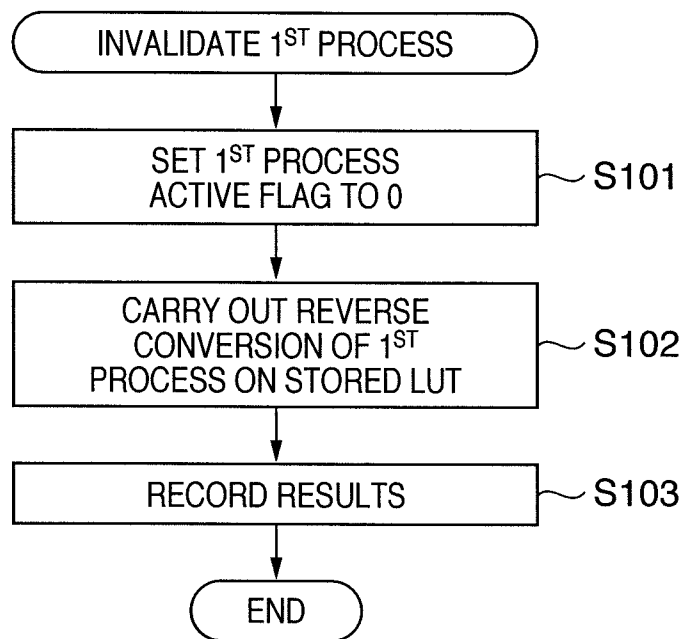 INVALIDATE 1ST PROCESS
SET 1ST PROCESS
ACTIVE FLAG TO 0
S101
CARRY OUT REVERSE
CONVERSION OF 1ST
PROCESS ON STORED LUT
S102
RECORD RESULTS
S103
END